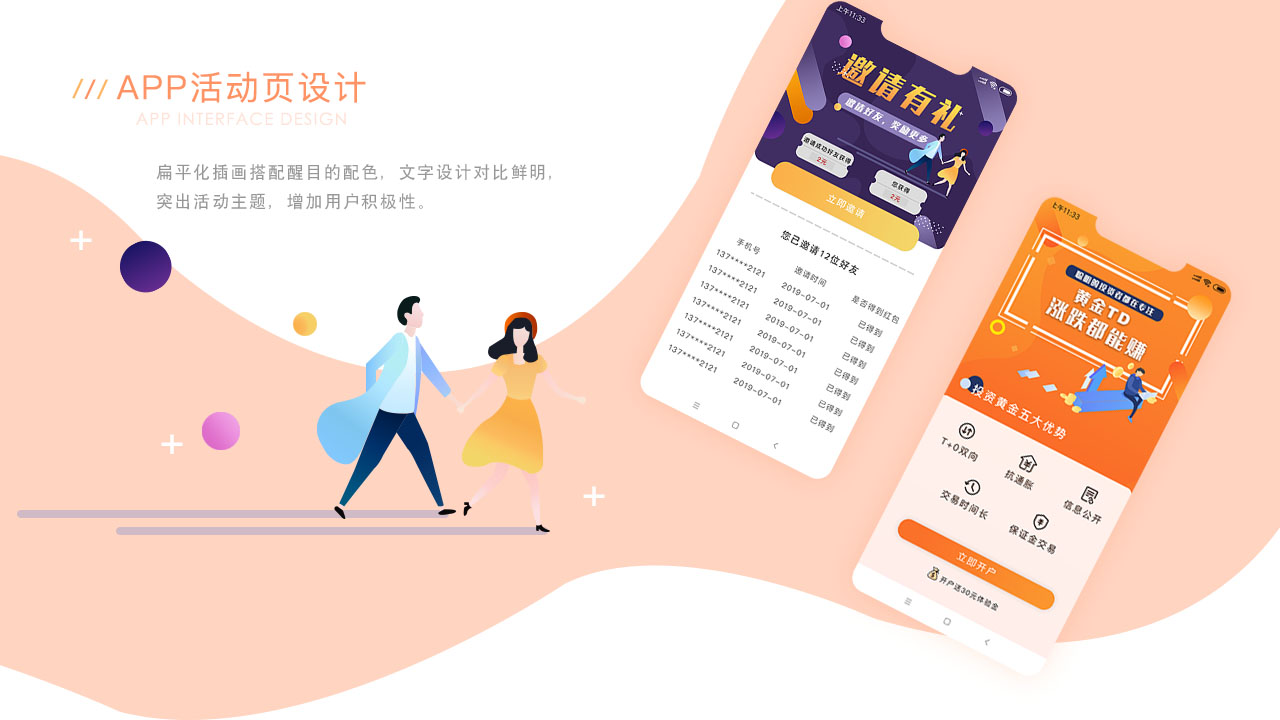 /// APP活动页设计
APP INTERFACE DESIGN
扁平化插画搭配醒目的配色，文字设计对比鲜明，
突出活动主题，增加用户积极性。
上午11:33
邀请有礼
邀请好友，奖励更多
邀请成功好友获得
2元
您获得
2元
立即邀请
您已邀请12位好友
手机号 邀请时间 是否得到红包
137****2121 2019-07-01 已得到
137****2121 2019-07-01 已得到
137****2121 2019-07-01 已得到
137****2121 2019-07-01 已得到
137****2121 2019-07-01 已得到
137****2121 2019-07-01 已得到
137****2121 2019-07-01 已得到
上午11:33
聪明的投资者都在专注
黄金TD
涨跌都能赚
投资黄金五大优势
T+0双向
抗通胀
信息公开
交易时间长
保证金交易
立即开户
开户送30元体验金